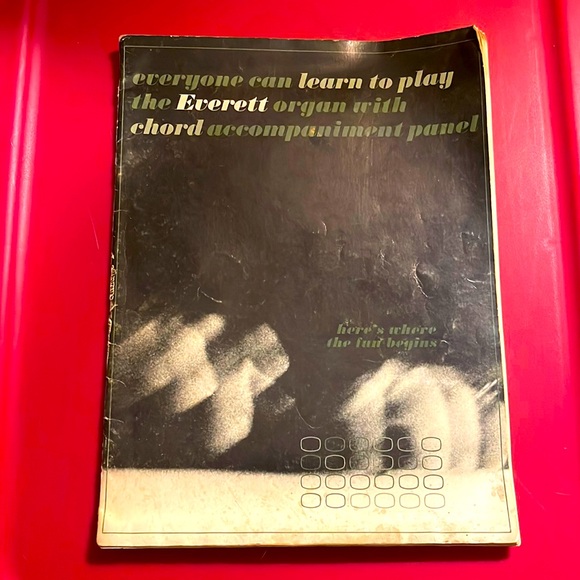 everyone can learn to play
the Everett organ with
chord accompaniment panel
here's where
the fun begins